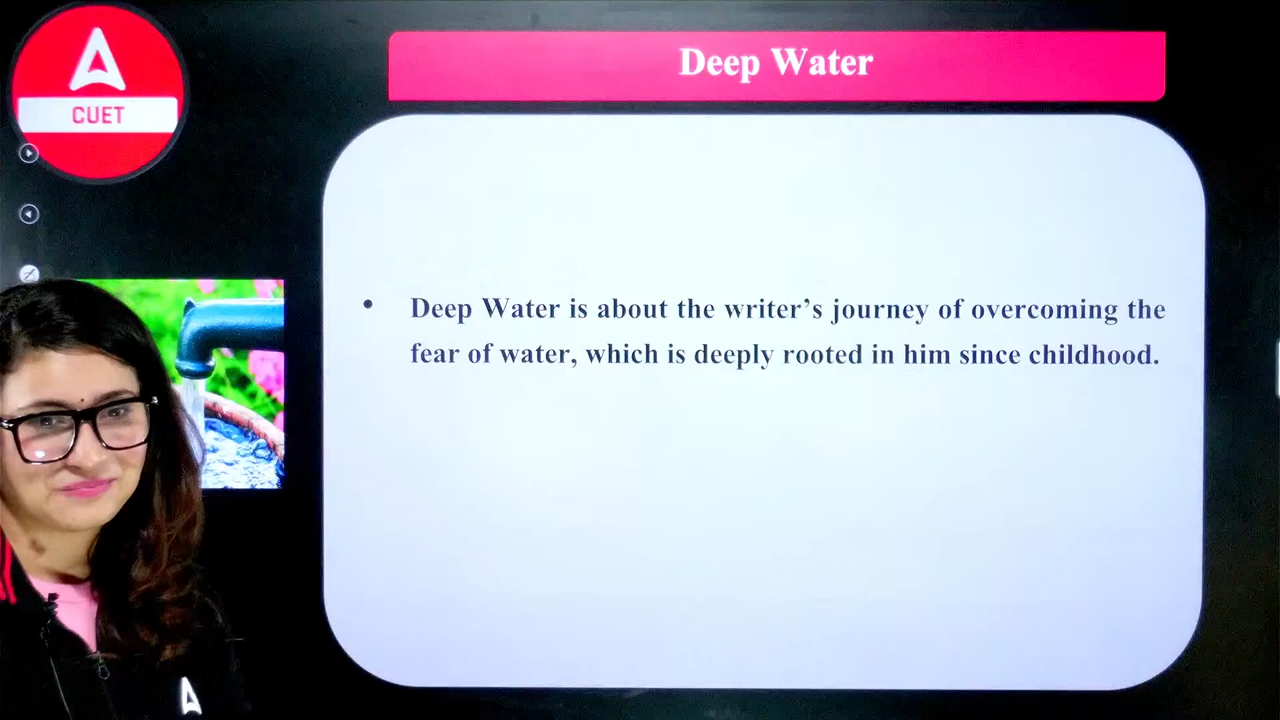 CUET
Deep Water
• Deep Water is about the writer’s journey of overcoming the
fear of water, which is deeply rooted in him since childhood.